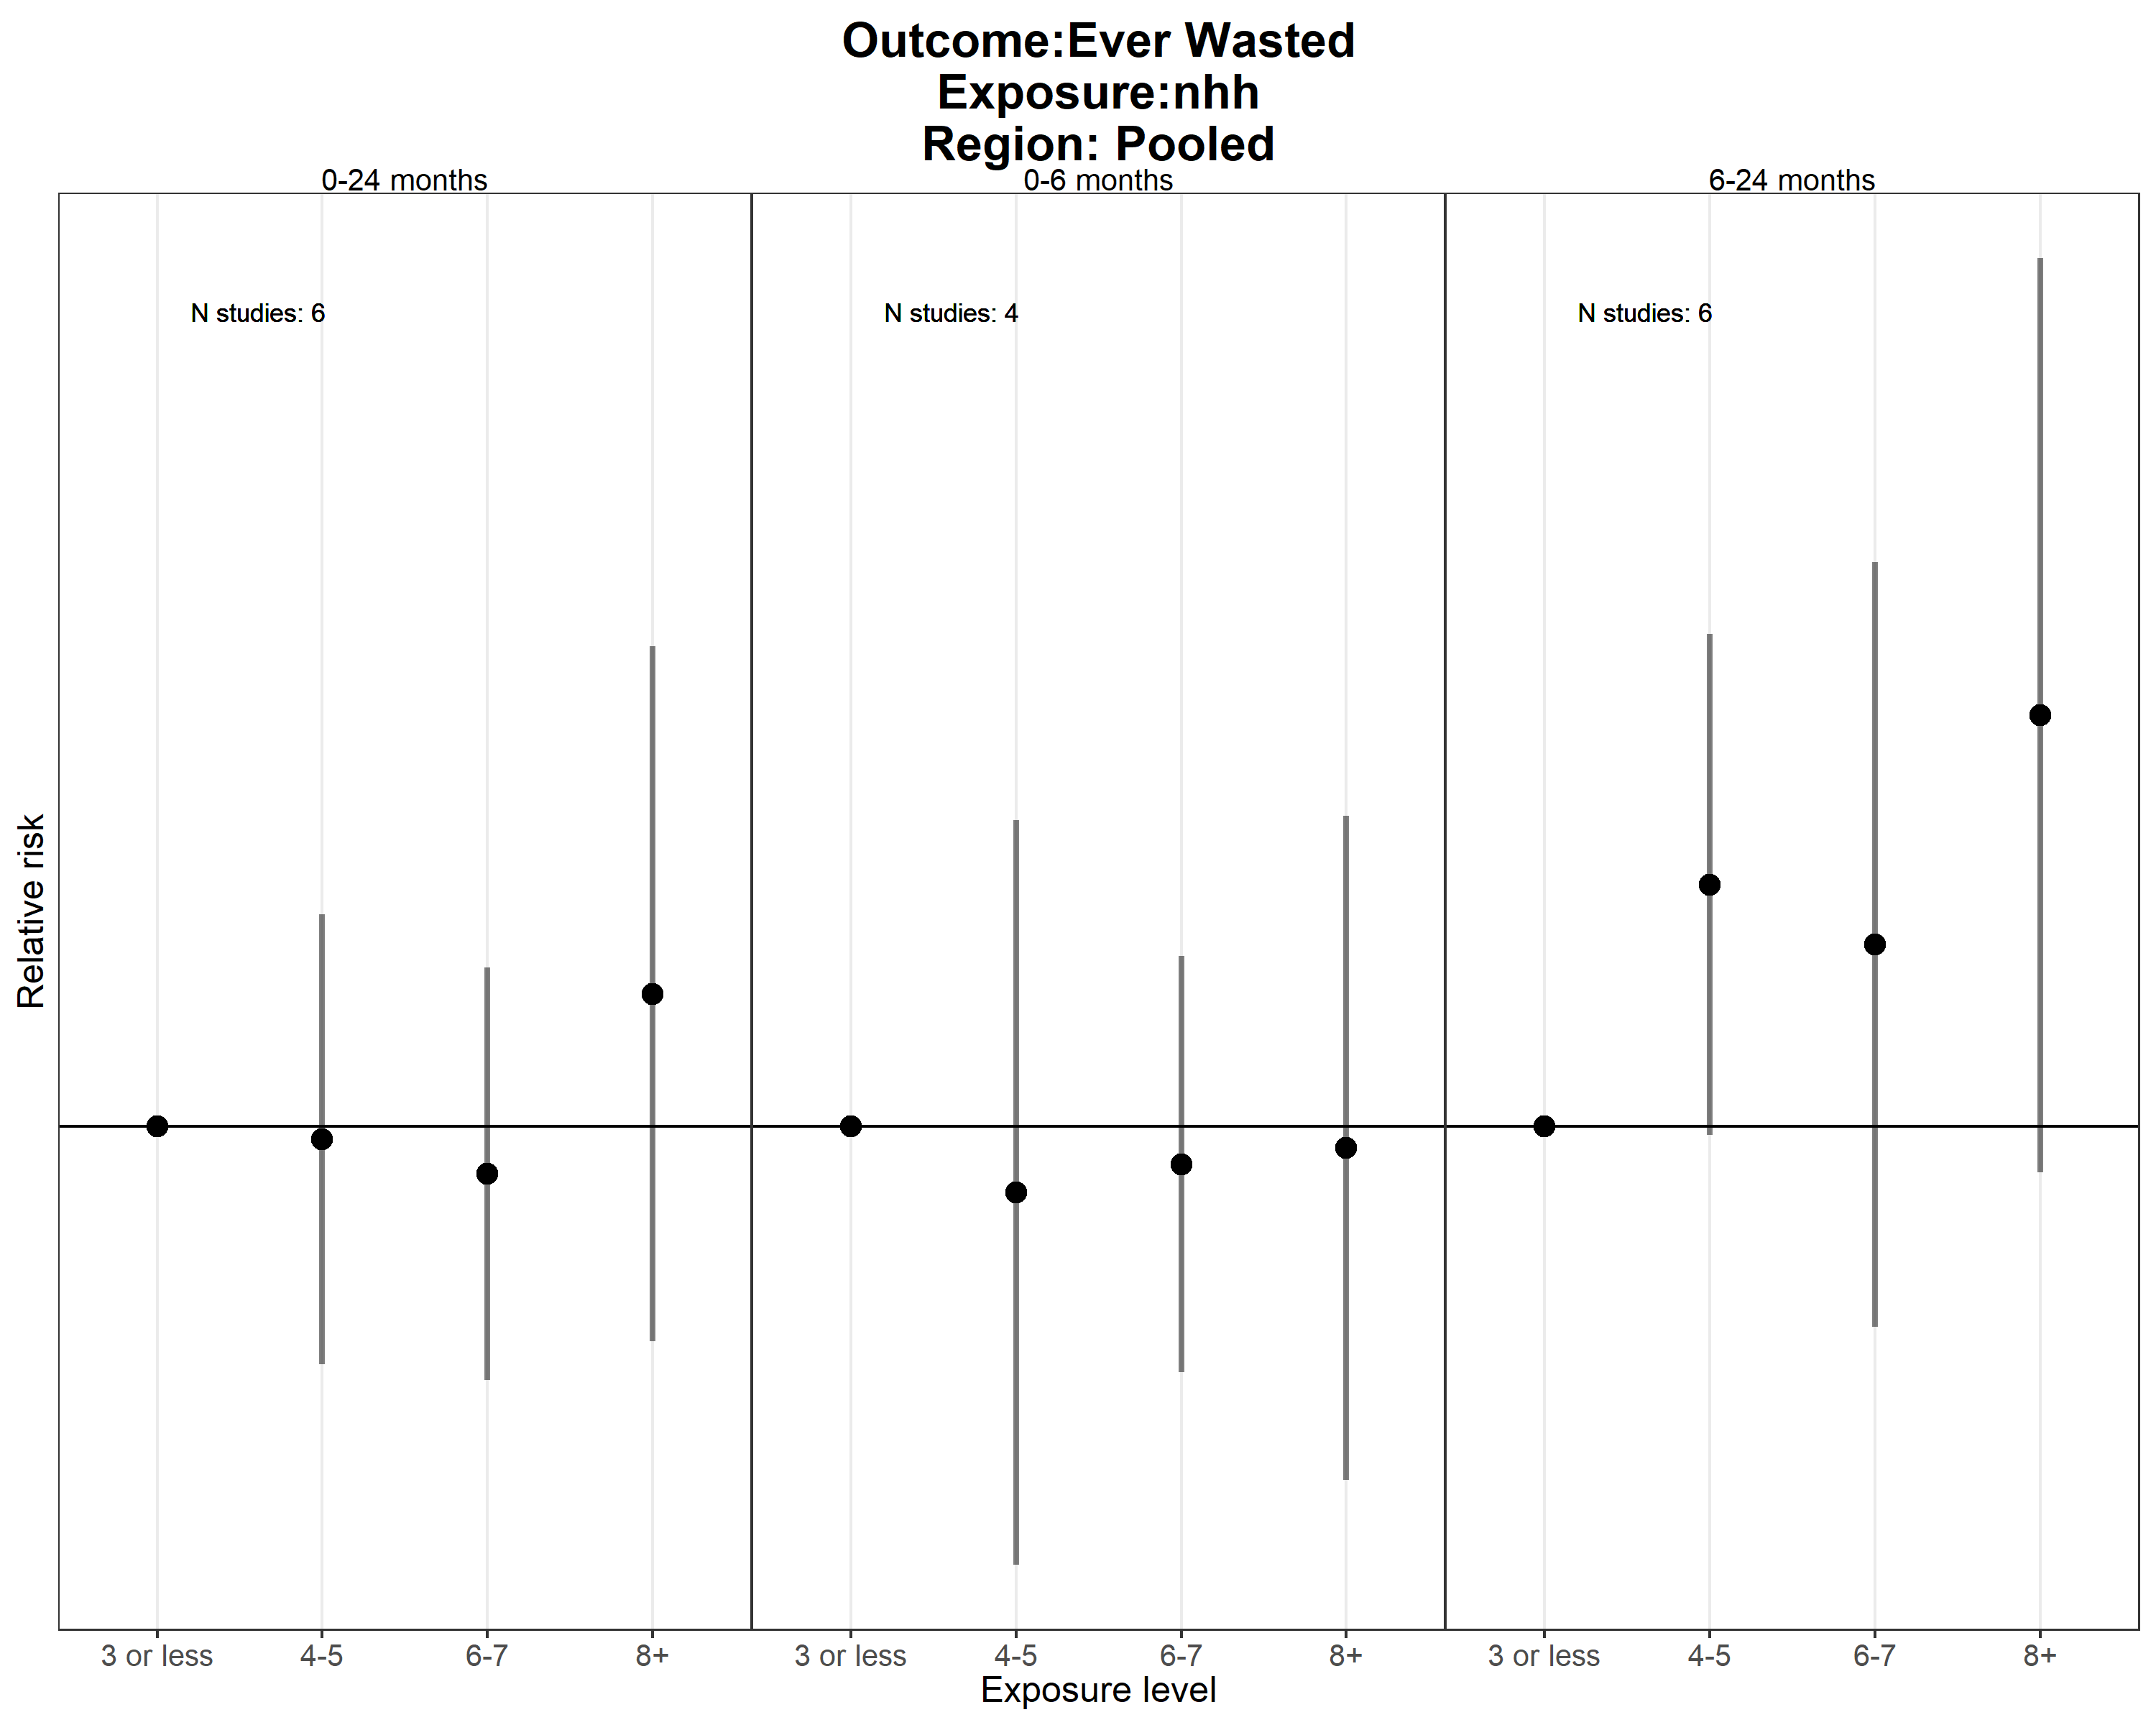 Outcome:Ever Wasted
Exposure:nhh
Region: Pooled
0-24 months
0-6 months
6-24 months
N studies: 6
N studies: 4
N studies: 6
Relative risk
3 or less
4-5
6-7
8+
3 or less
4-5
6-7
8+
3 or less
4-5
6-7
8+
Exposure level